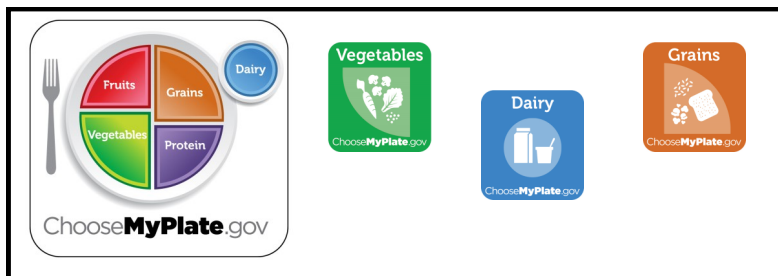 Fruits
Grains
Dairy
Vegetables
Protein
ChooseMyPlate.gov
Vegetables
ChooseMyPlate.gov
Dairy
ChooseMyPlate.gov
Grains
ChooseMyPlate.gov